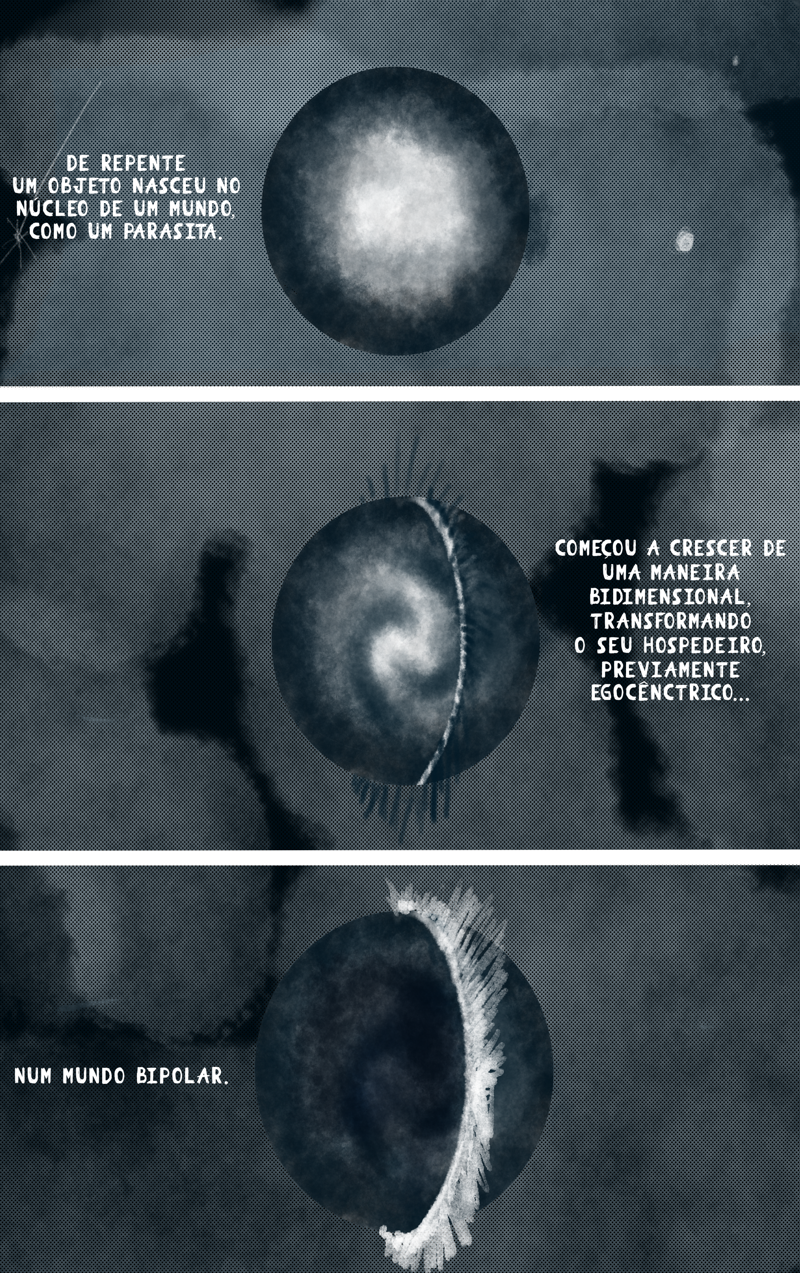 DE REPENTE
UM OBJETO NASCEU NO
NÚCLEO DE UM MUNDO,
COMO UM PARASITA.
COMEÇOU A CRESCER DE
UMA MANEIRA
BIDIMENSIONAL,
TRANSFORMANDO
O SEU HOSPEDEIRO,
PREVIAMENTE
EGOCÊNCTRICO...
NUM MUNDO BIPOLAR.